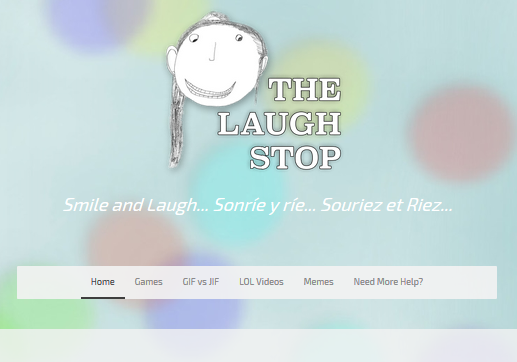 THE
LAUGH
STOP
Smile and Laugh... Sonríe y ríe... Souriez et Riez...
Home Games GIF vs JIF LOL Videos Memes Need More Help?